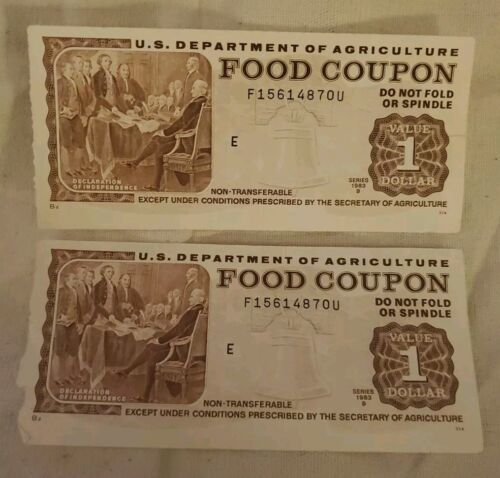 U.S. DEPARTMENT OF AGRICULTURE
FOOD COUPON
F15614870U
DO NOT FOLD
OR SPINDLE
E
VALUE
1
DOLLAR
DECLARATION
OF INDEPENDENCE
SERIES
1983
B
NON-TRANSFERABLE
EXCEPT UNDER CONDITIONS PRESCRIBED BY THE SECRETARY OF AGRICULTURE
U.S. DEPARTMENT OF AGRICULTURE
FOOD COUPON
F15614870U
DO NOT FOLD
OR SPINDLE
E
VALUE
1
DOLLAR
DECLARATION
OF INDEPENDENCE
SERIES
1983
B
NON-TRANSFERABLE
EXCEPT UNDER CONDITIONS PRESCRIBED BY THE SECRETARY OF AGRICULTURE